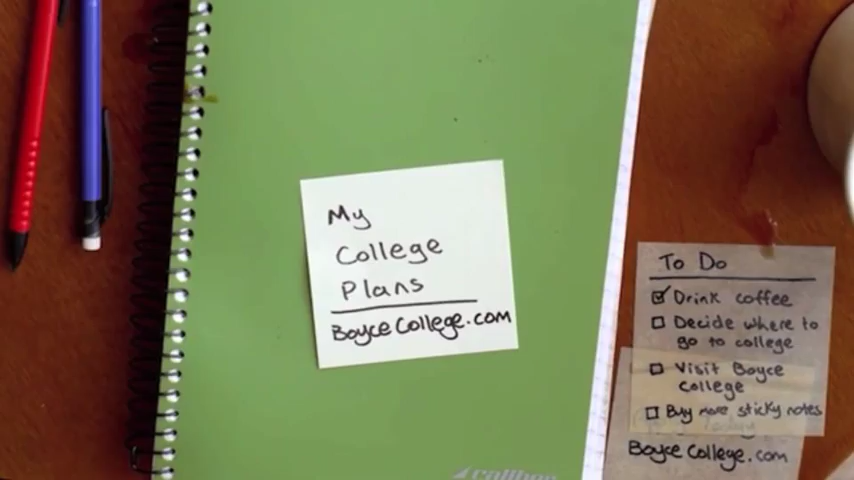 My
College
Plans
BoyceCollege.com
To Do
Drink coffee
Decide where to
go to college
Visit Boyce
College
Buy more sticky notes
BoyceCollege.com
caliber